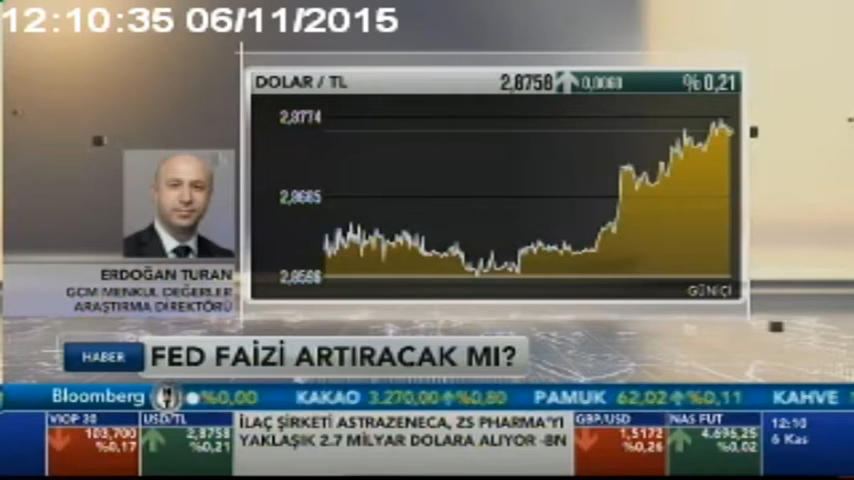 12:10:35 06/11/2015
DOLAR / TL 2,8758 0,0060 %0,21
2,8774
2,8685
2,8596
GÜNİÇİ
ERDOĞAN TURAN
GCM MENKUL DEĞERLER
ARAŞTIRMA DİREKTÖRÜ
HABER FED FAİZİ ARTIRACAK MI?
Bloomberg %0,00 KAKAO 3.270,00 %0,80 PAMUK 62,02 %0,11 KAHVE
VIOP 30
103,700
%0,17
USD/TL
2,8758
%0,21
İLAÇ ŞİRKETİ ASTRAZENECA, ZS PHARMA'YI
YAKLAŞIK 2.7 MİLYAR DOLARA ALIYOR -BN
GBP/USD
1,5172
%0,26
NAS FUT
4.695,25
%0,02
12:10
6 Kas